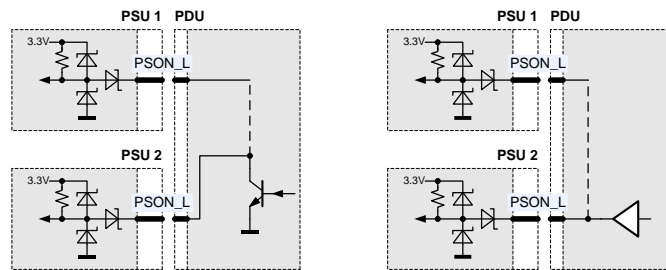 PSU 1 PDU
3.3V
PSON_L
PSU 2
3.3V
PSON_L
PSU 1 PDU
3.3V
PSON_L
PSU 2
3.3V
PSON_L